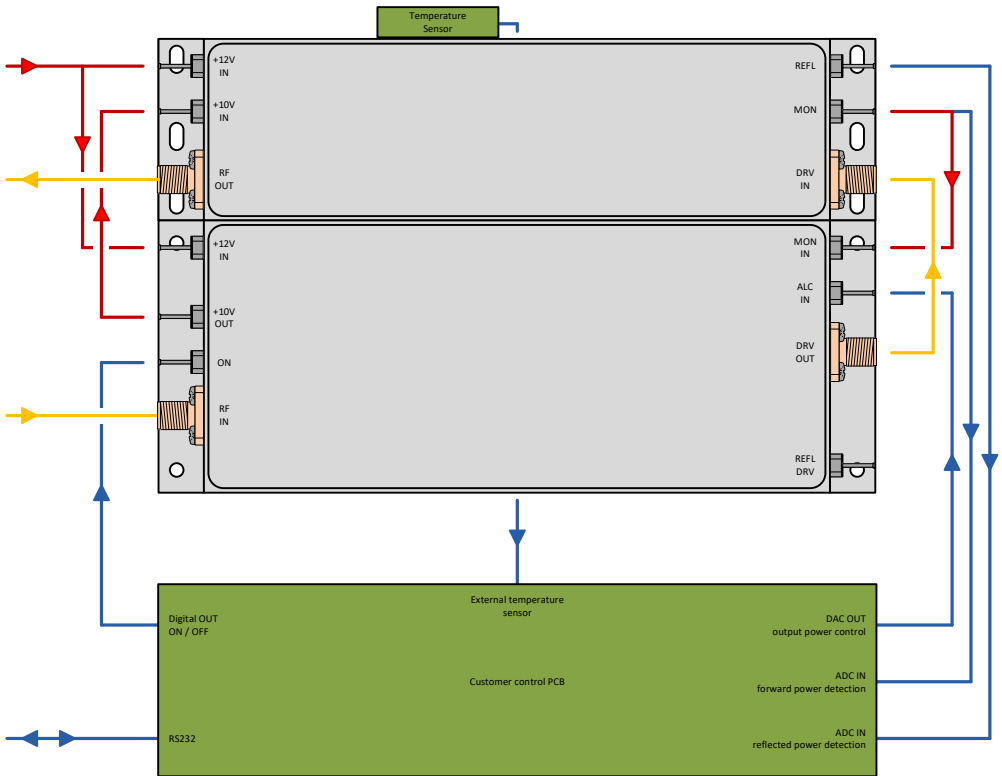 Temperature
Sensor
+12V
IN
REFL
+10V
IN
MON
RF
OUT
DRV
IN
+12V
IN
MON
IN
ALC
IN
+10V
OUT
DRV
OUT
ON
RF
IN
REFL
DRV
External temperature
sensor
Digital OUT
ON / OFF
DAC OUT
output power control
Customer control PCB
ADC IN
forward power detection
RS232
ADC IN
reflected power detection